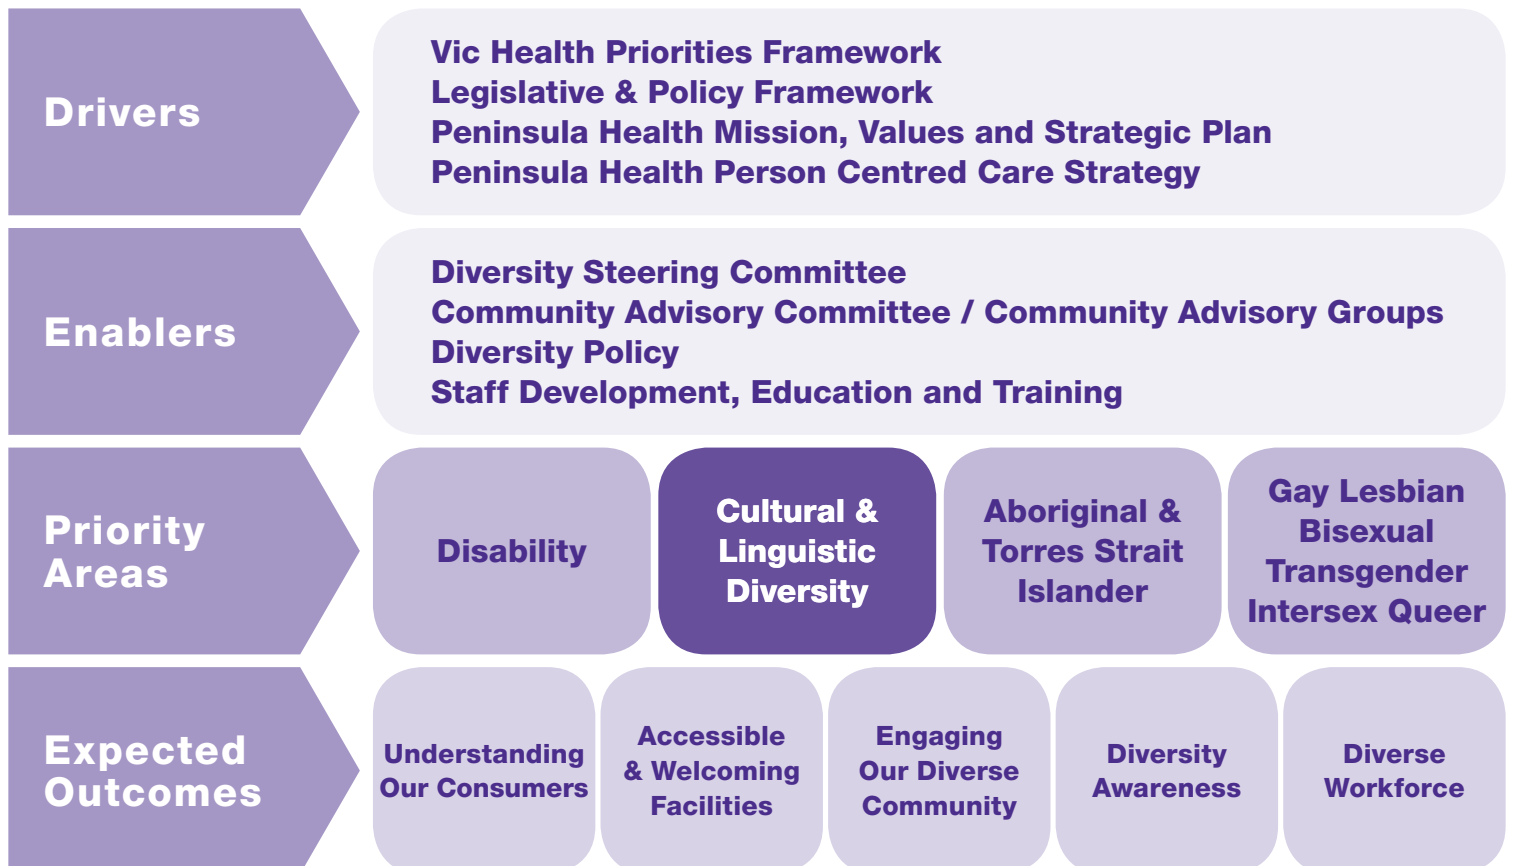 Drivers
Vic Health Priorities Framework
Legislative & Policy Framework
Peninsula Health Mission, Values and Strategic Plan
Peninsula Health Person Centred Care Strategy
Enablers
Diversity Steering Committee
Community Advisory Committee / Community Advisory Groups
Diversity Policy
Staff Development, Education and Training
Priority
Areas
Disability
Cultural &
Linguistic
Diversity
Aboriginal &
Torres Strait
Islander
Gay Lesbian
Bisexual
Transgender
Intersex Queer
Expected
Outcomes
Understanding
Our Consumers
Accessible
& Welcoming
Facilities
Engaging
Our Diverse
Community
Diversity
Awareness
Diverse
Workforce